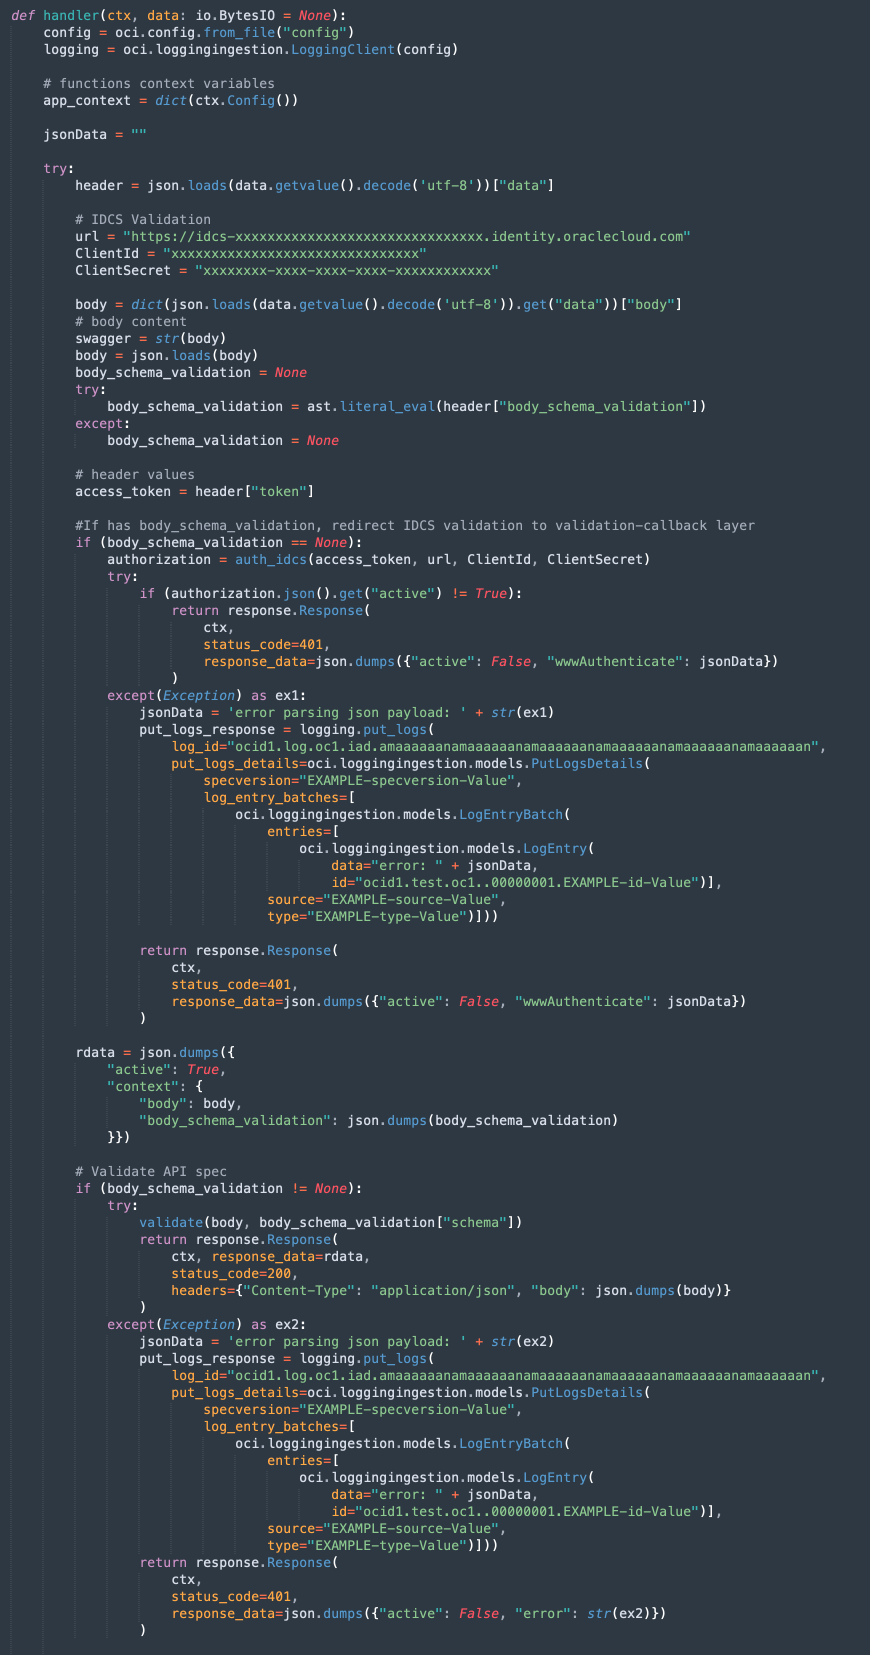 def handler(ctx, data: io.BytesIO = None):
    config = oci.config.from_file("config")
    logging = oci.loggingingestion.LoggingClient(config)

    # functions context variables
    app_context = dict(ctx.Config())

    jsonData = ""

    try:
        header = json.loads(data.getvalue().decode('utf-8'))["data"]

        # IDCS Validation
        url = "https://idcs-xxxxxxxxxxxxxxxxxxxxxxxxxxxxxxx.identity.oraclecloud.com"
        ClientId = "xxxxxxxxxxxxxxxxxxxxxxxxxxxxxxx"
        ClientSecret = "xxxxxxxx-xxxx-xxxx-xxxx-xxxxxxxxxxxx"

        body = dict(json.loads(data.getvalue().decode('utf-8')).get("data"))["body"]
        # body content
        swagger = str(body)
        body = json.loads(body)
        body_schema_validation = None
        try:
            body_schema_validation = ast.literal_eval(header["body_schema_validation"])
        except:
            body_schema_validation = None

        # header values
        access_token = header["token"]

        #If has body_schema_validation, redirect IDCS validation to validation-callback layer
        if (body_schema_validation == None):
            authorization = auth_idcs(access_token, url, ClientId, ClientSecret)
            try:
                if (authorization.json().get("active") != True):
                    return response.Response(
                        ctx,
                        status_code=401,
                        response_data=json.dumps({"active": False, "wwwAuthenticate": jsonData})
                    )
            except(Exception) as ex1:
                jsonData = 'error parsing json payload: ' + str(ex1)
                put_logs_response = logging.put_logs(
                    log_id="ocid1.log.oc1.iad.amaaaaaanamaaaaaanamaaaaaanamaaaaaanamaaaaaanamaaaaaan",
                    put_logs_details=oci.loggingingestion.models.PutLogsDetails(
                        specversion="EXAMPLE-specversion-Value",
                        log_entry_batches=[
                            oci.loggingingestion.models.LogEntryBatch(
                                entries=[
                                    oci.loggingingestion.models.LogEntry(
                                        data="error: " + jsonData,
                                        id="ocid1.test.oc1..00000001.EXAMPLE-id-Value")],
                                source="EXAMPLE-source-Value",
                                type="EXAMPLE-type-Value")]))

                return response.Response(
                    ctx,
                    status_code=401,
                    response_data=json.dumps({"active": False, "wwwAuthenticate": jsonData})
                )

        rdata = json.dumps({
            "active": True,
            "context": {
                "body": body,
                "body_schema_validation": json.dumps(body_schema_validation)
            }})

        # Validate API spec
        if (body_schema_validation != None):
            try:
                validate(body, body_schema_validation["schema"])
                return response.Response(
                    ctx, response_data=rdata,
                    status_code=200,
                    headers={"Content-Type": "application/json", "body": json.dumps(body)}
                )
            except(Exception) as ex2:
                jsonData = 'error parsing json payload: ' + str(ex2)
                put_logs_response = logging.put_logs(
                    log_id="ocid1.log.oc1.iad.amaaaaaanamaaaaaanamaaaaaanamaaaaaanamaaaaaanamaaaaaan",
                    put_logs_details=oci.loggingingestion.models.PutLogsDetails(
                        specversion="EXAMPLE-specversion-Value",
                        log_entry_batches=[
                            oci.loggingingestion.models.LogEntryBatch(
                                entries=[
                                    oci.loggingingestion.models.LogEntry(
                                        data="error: " + jsonData,
                                        id="ocid1.test.oc1..00000001.EXAMPLE-id-Value")],
                                source="EXAMPLE-source-Value",
                                type="EXAMPLE-type-Value")]))
                return response.Response(
                    ctx,
                    status_code=401,
                    response_data=json.dumps({"active": False, "error": str(ex2)})
                )